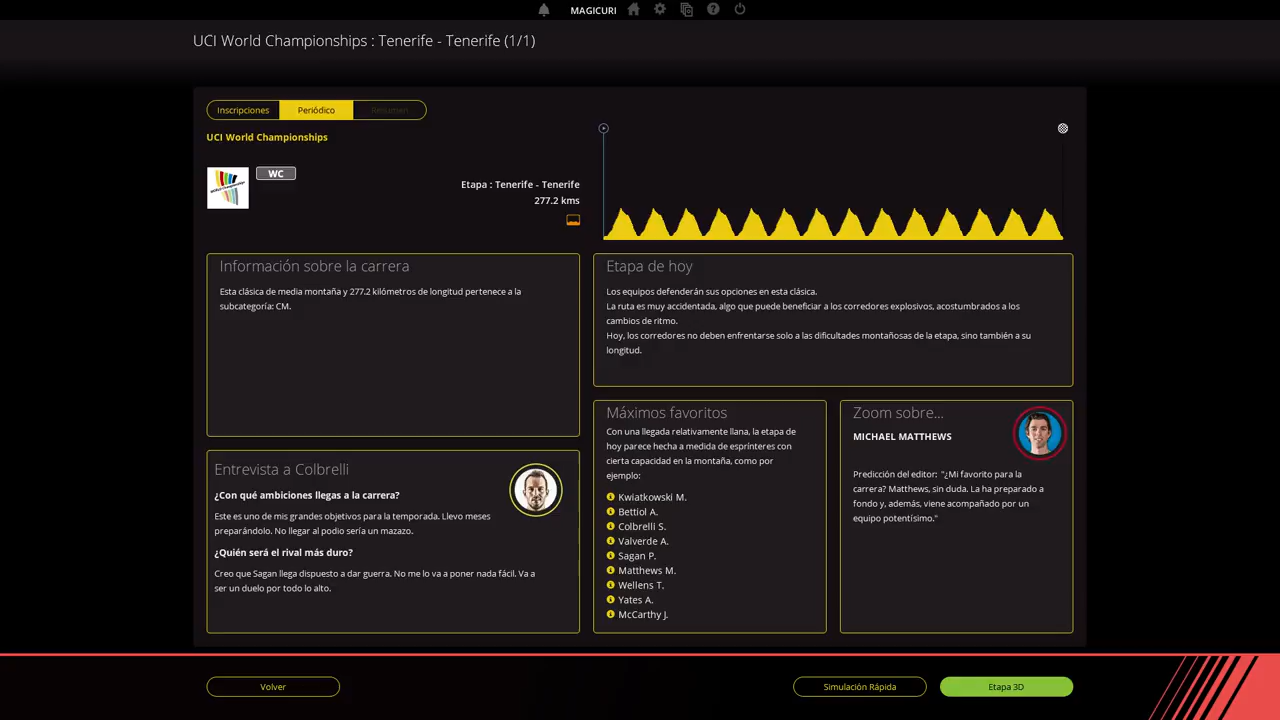 MAGICURI
UCI World Championships : Tenerife - Tenerife (1/1)
Inscripciones
Periódico
Resumen
UCI World Championships
WC
Etapa : Tenerife - Tenerife
277.2 kms
Información sobre la carrera
Esta clásica de media montaña y 277.2 kilómetros de longitud pertenece a la
subcategoría: CM.
Etapa de hoy
Los equipos defenderán sus opciones en esta clásica.
La ruta es muy accidentada, algo que puede beneficiar a los corredores explosivos, acostumbrados a los
cambios de ritmo.
Hoy, los corredores no deben enfrentarse solo a las dificultades montañosas de la etapa, sino también a su
longitud.
Entrevista a Colbrelli
¿Con qué ambiciones llegas a la carrera?
Este es uno de mis grandes objetivos para la temporada. Llevo meses
preparándolo. No llegar al podio sería un mazazo.
¿Quién será el rival más duro?
Creo que Sagan llega dispuesto a dar guerra. No me lo va a poner nada fácil. Va a
ser un duelo por todo lo alto.
Máximos favoritos
Con una llegada relativamente llana, la etapa de
hoy parece hecha a medida de esprínteres con
cierta capacidad en la montaña, como por
ejemplo:
Kwiatkowski M.
Bettiol A.
Colbrelli S.
Valverde A.
Sagan P.
Matthews M.
Wellens T.
Yates A.
McCarthy J.
Zoom sobre...
MICHAEL MATTHEWS
Predicción del editor: "¿Mi favorito para la
carrera? Matthews, sin duda. La ha preparado a
fondo y, además, viene acompañado por un
equipo potentísimo."
Volver
Simulación Rápida
Etapa 3D